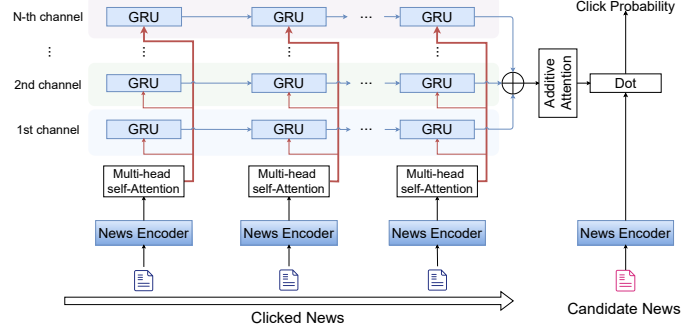 Click Probability
N-th channel
GRU
GRU
...
GRU
...
...
...
...
2nd channel
GRU
GRU
...
GRU
Additive
Attention
Dot
1st channel
GRU
GRU
...
GRU
Multi-head
self-Attention
Multi-head
self-Attention
Multi-head
self-Attention
News Encoder
News Encoder
News Encoder
News Encoder
Clicked News
Candidate News